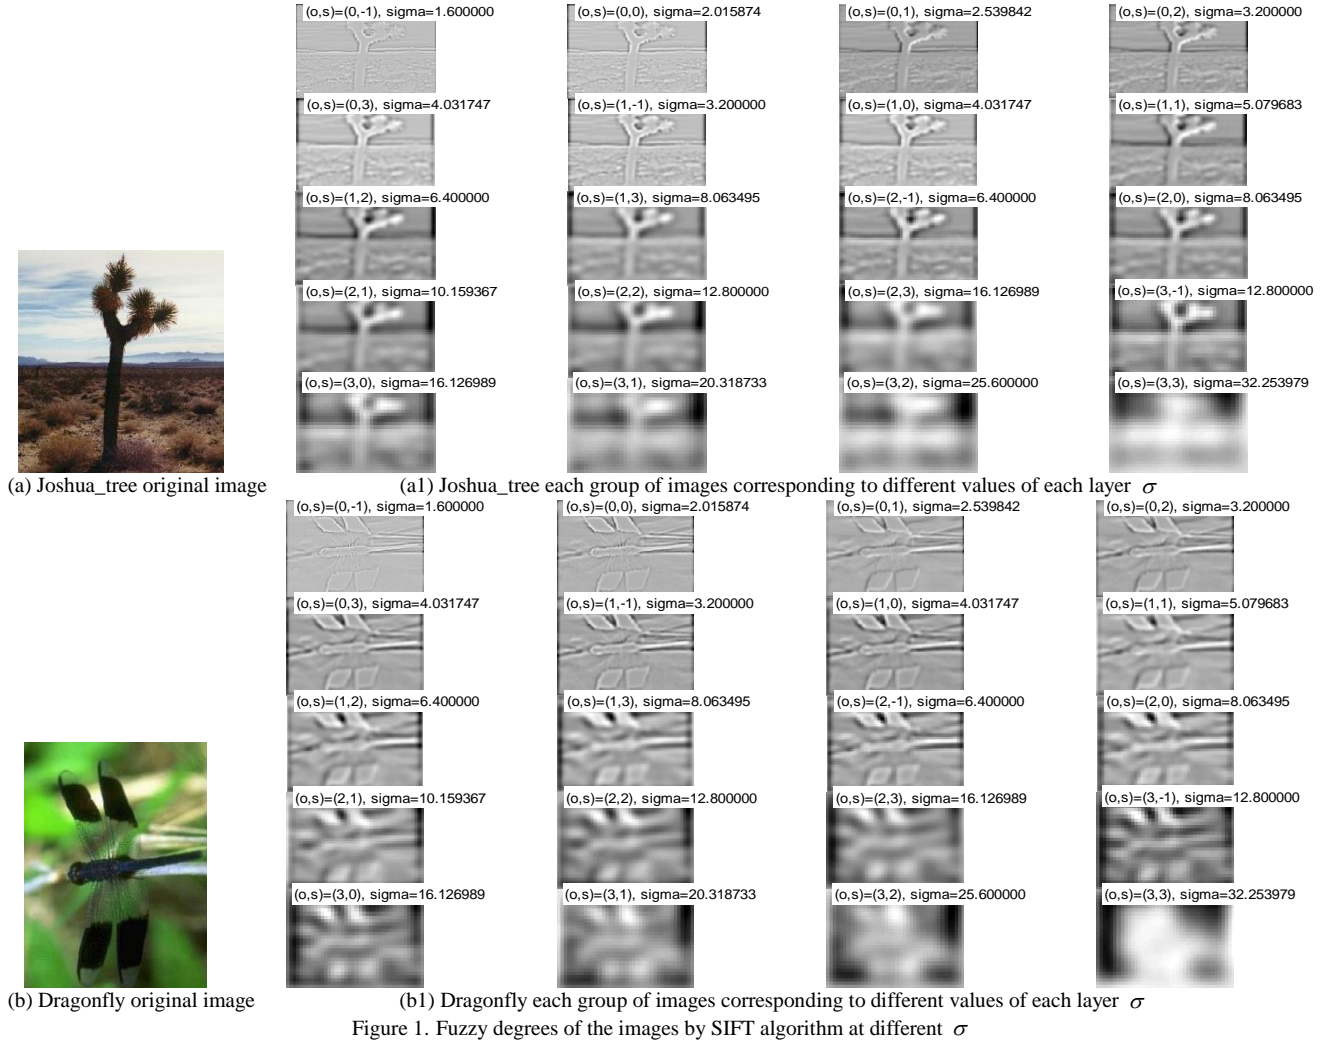 (o,s)=(0,-1), sigma=1.600000
(o,s)=(0,0), sigma=2.015874
(o,s)=(0,1), sigma=2.539842
(o,s)=(0,2), sigma=3.200000
(o,s)=(0,3), sigma=4.031747
(o,s)=(1,-1), sigma=3.200000
(o,s)=(1,0), sigma=4.031747
(o,s)=(1,1), sigma=5.079683
(o,s)=(1,2), sigma=6.400000
(o,s)=(1,3), sigma=8.063495
(o,s)=(2,-1), sigma=6.400000
(o,s)=(2,0), sigma=8.063495
(o,s)=(2,1), sigma=10.159367
(o,s)=(2,2), sigma=12.800000
(o,s)=(2,3), sigma=16.126989
(o,s)=(3,-1), sigma=12.800000
(o,s)=(3,0), sigma=16.126989
(o,s)=(3,1), sigma=20.318733
(o,s)=(3,2), sigma=25.600000
(o,s)=(3,3), sigma=32.253979
(a) Joshua_tree original image
(a1) Joshua_tree each group of images corresponding to different values of each layer σ
(o,s)=(0,-1), sigma=1.600000
(o,s)=(0,0), sigma=2.015874
(o,s)=(0,1), sigma=2.539842
(o,s)=(0,2), sigma=3.200000
(o,s)=(0,3), sigma=4.031747
(o,s)=(1,-1), sigma=3.200000
(o,s)=(1,0), sigma=4.031747
(o,s)=(1,1), sigma=5.079683
(o,s)=(1,2), sigma=6.400000
(o,s)=(1,3), sigma=8.063495
(o,s)=(2,-1), sigma=6.400000
(o,s)=(2,0), sigma=8.063495
(o,s)=(2,1), sigma=10.159367
(o,s)=(2,2), sigma=12.800000
(o,s)=(2,3), sigma=16.126989
(o,s)=(3,-1), sigma=12.800000
(o,s)=(3,0), sigma=16.126989
(o,s)=(3,1), sigma=20.318733
(o,s)=(3,2), sigma=25.600000
(o,s)=(3,3), sigma=32.253979
(b) Dragonfly original image
(b1) Dragonfly each group of images corresponding to different values of each layer σ
Figure 1. Fuzzy degrees of the images by SIFT algorithm at different σ